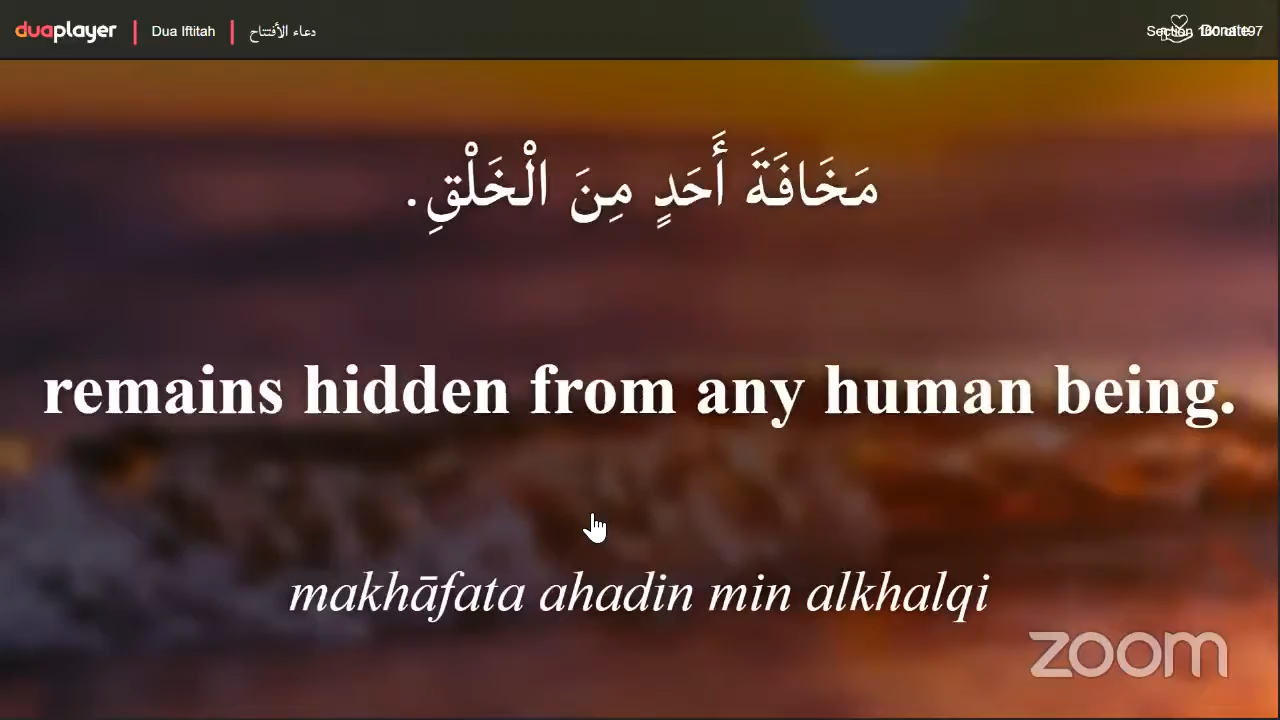 duaplayer | Dua Iftitah | دعاء الأفتتاح
Donate
مَخَافَةَ أَحَدٍ مِنَ الْخَلْقِ.
remains hidden from any human being.
makhāfata ahadin min alkhalqi
zoom